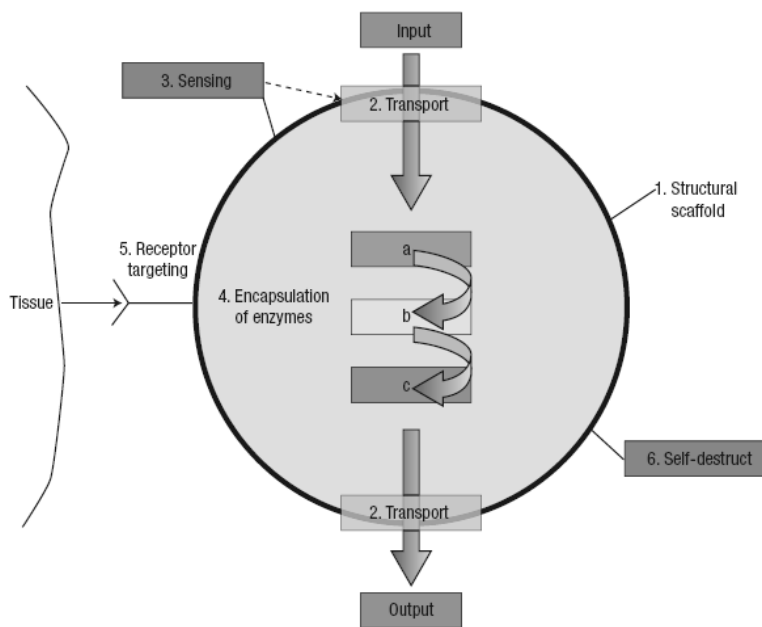 Input
3. Sensing
2. Transport
1. Structural
scaffold
a
5. Receptor
targeting
Tissue
4. Encapsulation
of enzymes
b
c
6. Self-destruct
2. Transport
Output